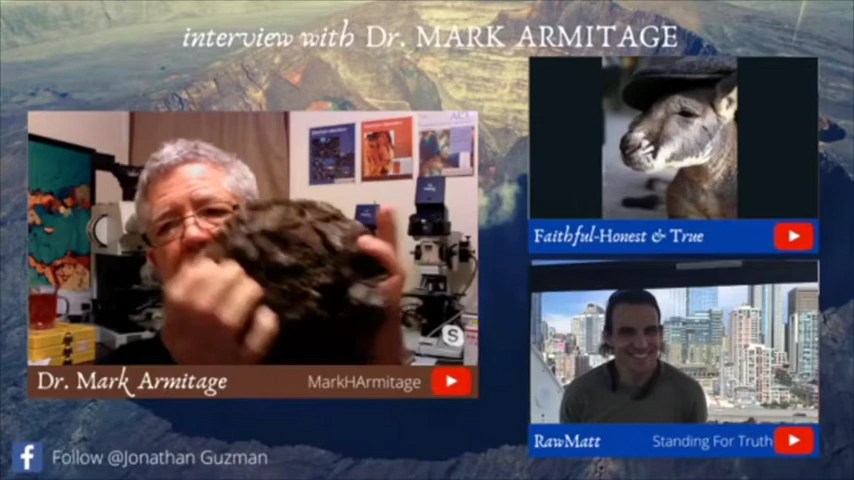 interview with Dr. MARK ARMITAGE
Faithful-Honest & True
Dr. Mark Armitage
MarkHArmitage
RawMatt
Standing For Truth
Follow @Jonathan Guzman